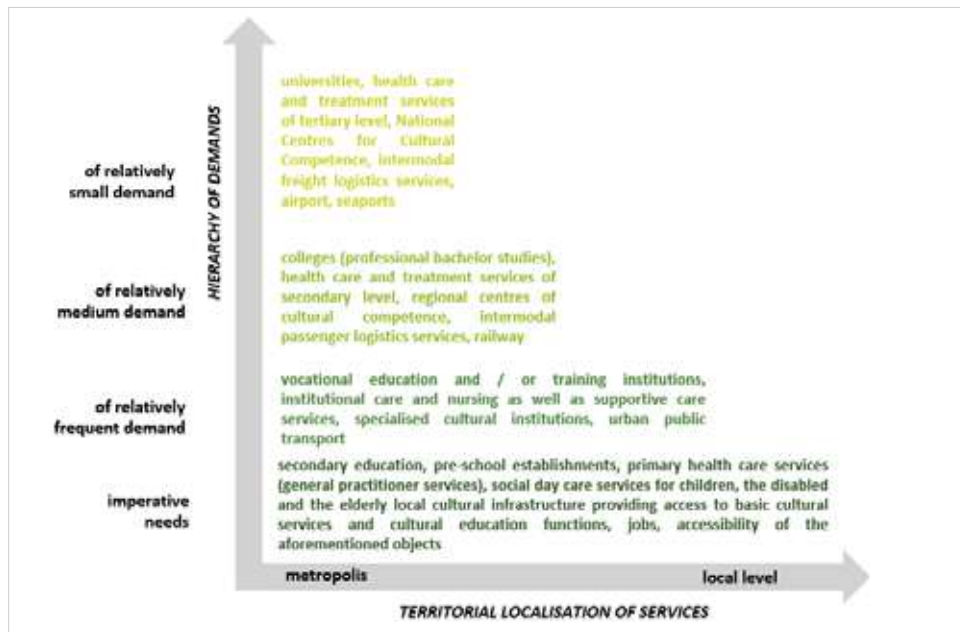 HIERARCHY OF DEMANDS
of relatively
small demand
universities, health care
and treatment services
of tertiary level, National
Centres for Cultural
Competence, intermodal
freight logistics services,
airport, seaports
of relatively
medium demand
colleges (professional bachelor studies),
health care and treatment services of
secondary level, regional centres of
cultural competence, intermodal
passenger logistics services, railway
of relatively
frequent demand
vocational education and / or training institutions,
institutional care and nursing as well as supportive care
services, specialised cultural institutions, urban public
transport
imperative
needs
secondary education, pre-school establishments, primary health care services
(general practitioner services), social day care services for children, the disabled
and the elderly local cultural infrastructure providing access to basic cultural
services and cultural education functions, jobs, accessibility of the
aforementioned objects
metropolis
local level
TERRITORIAL LOCALISATION OF SERVICES